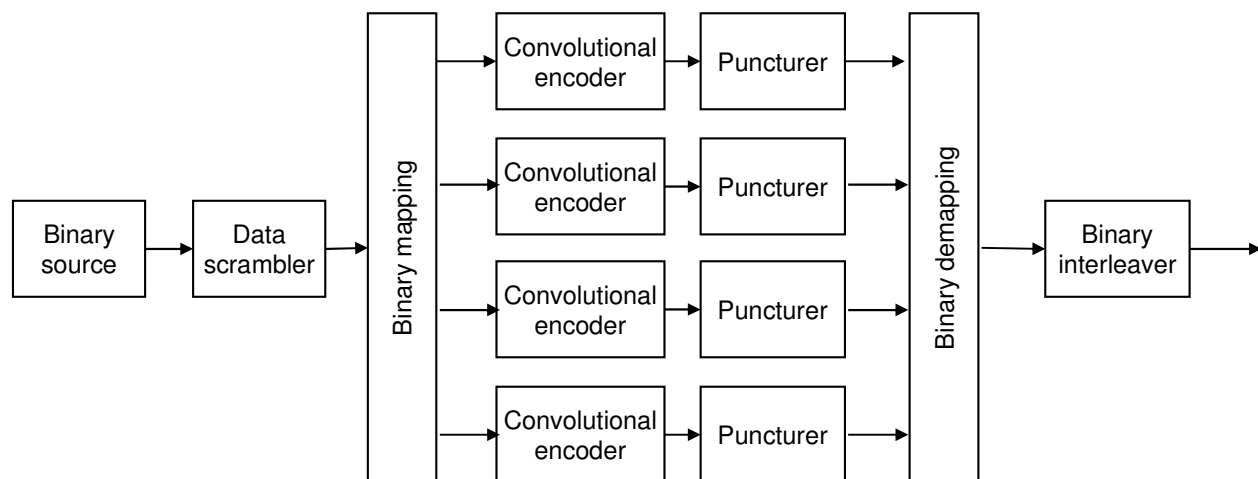 Binary
source
Data
scrambler
Binary mapping
Convolutional
encoder
Puncturer
Convolutional
encoder
Puncturer
Convolutional
encoder
Puncturer
Convolutional
encoder
Puncturer
Binary demapping
Binary
interleaver